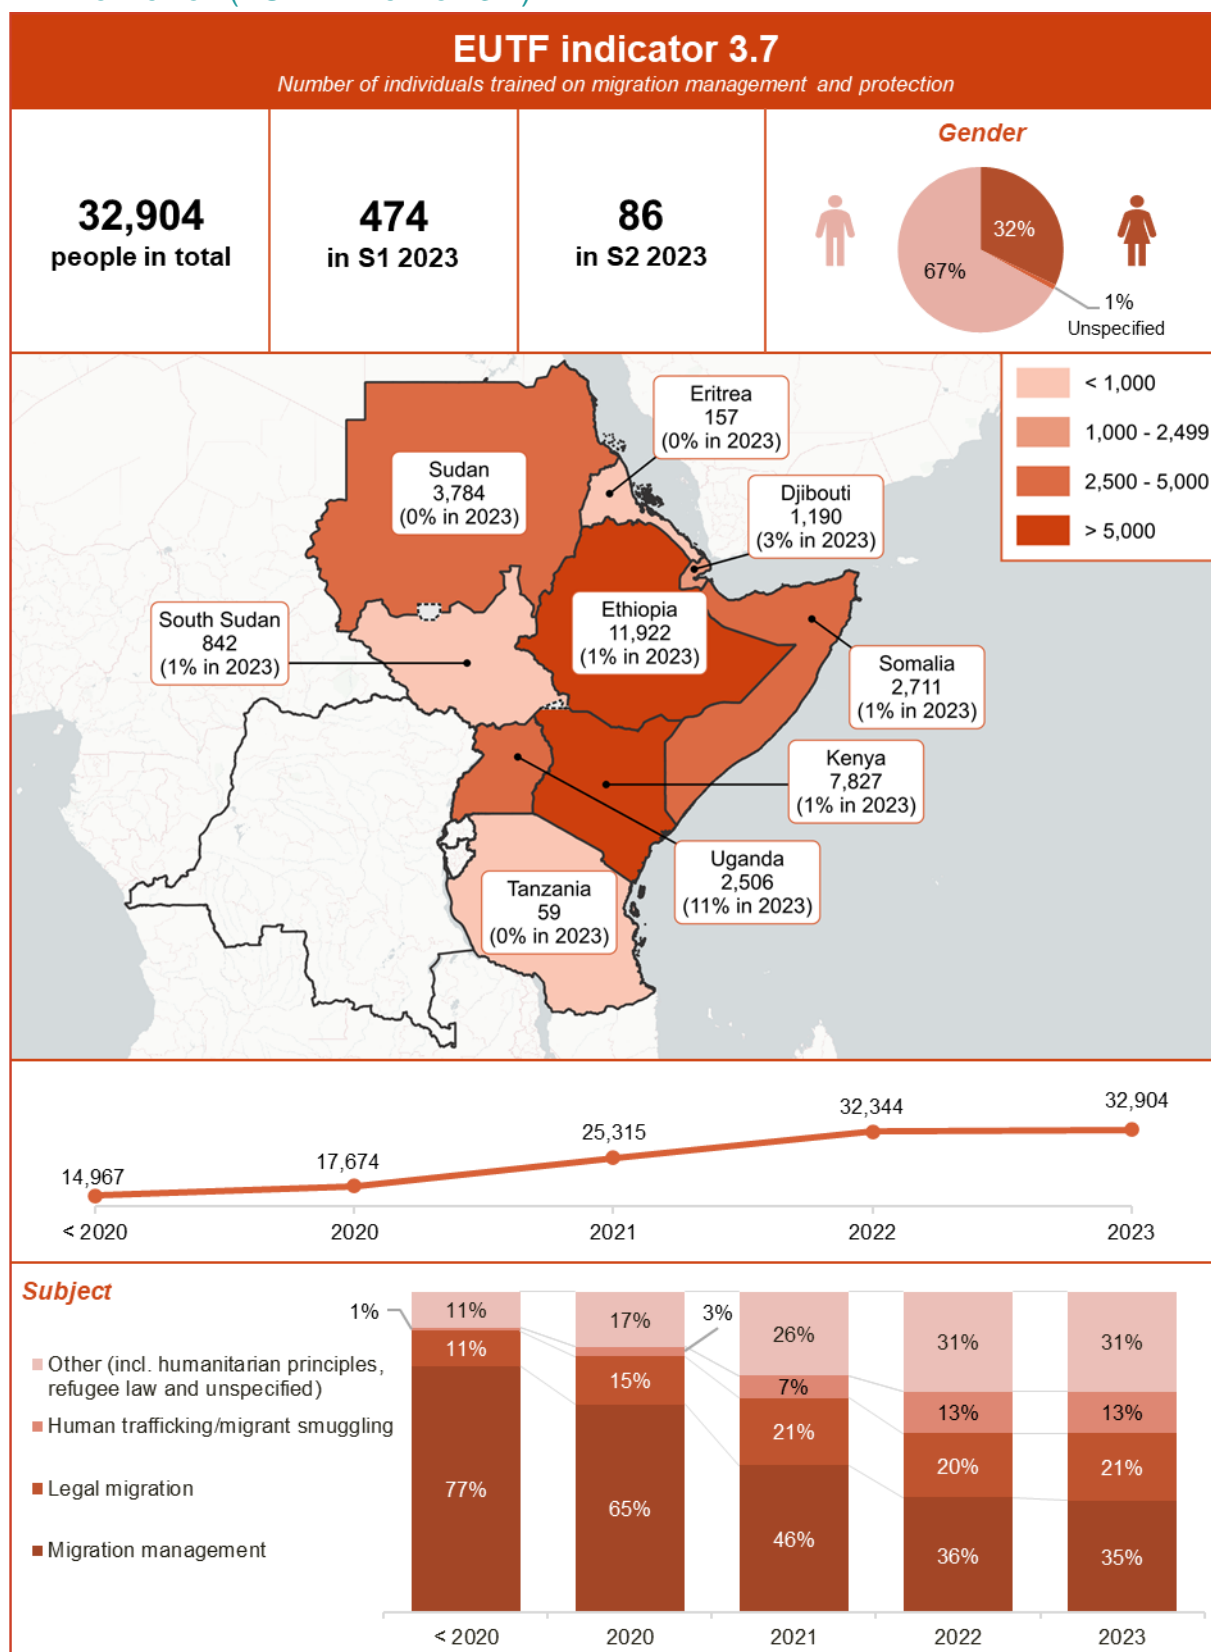 EUTF indicator 3.7
Number of individuals trained on migration management and protection
32,904
people in total
474
in S1 2023
86
in S2 2023
Gender
32%
67%
1%
Unspecified
< 1,000
1,000 - 2,499
2,500 - 5,000
> 5,000
Eritrea
157
(0% in 2023)
Sudan
3,784
(0% in 2023)
Djibouti
1,190
(3% in 2023)
South Sudan
842
(1% in 2023)
Ethiopia
11,922
(1% in 2023)
Somalia
2,711
(1% in 2023)
Kenya
7,827
(1% in 2023)
Uganda
2,506
(11% in 2023)
Tanzania
59
(0% in 2023)
14,967
17,674
25,315
32,344
32,904
< 2020
2020
2021
2022
2023
Subject
Other (incl. humanitarian principles,
refugee law and unspecified)
Human trafficking/migrant smuggling
Legal migration
Migration management
1%
11%
11%
77%
17%
3%
15%
65%
26%
7%
21%
46%
31%
13%
20%
36%
31%
13%
21%
35%
< 2020
2020
2021
2022
2023